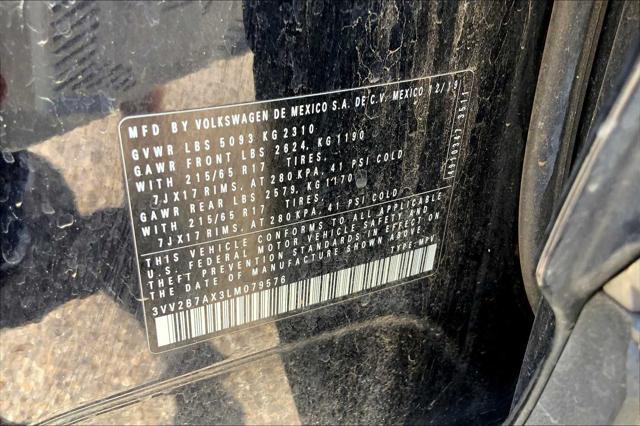 MFD BY VOLKSWAGEN DE MEXICO S.A. DE C.V. MEXICO 12/19
GVWR LBS 5093 KG 2310
GAWR FRONT LBS 2624, KG 1190
WITH 215/65 R17 TIRES,
7JX17 RIMS, AT 280 KPA, 41 PSI COLD
GAWR REAR LBS 2579, KG 1170
WITH 215/65 R17 TIRES,
7JX17 RIMS, AT 280 KPA, 41 PSI COLD
THIS VEHICLE CONFORMS TO ALL APPLICABLE
U.S. FEDERAL MOTOR VEHICLE SAFETY AND
THEFT PREVENTION STANDARDS IN EFFECT ON
THE DATE OF MANUFACTURE SHOWN ABOVE
3VV2B7AX3LM079576 TYPE: MPV